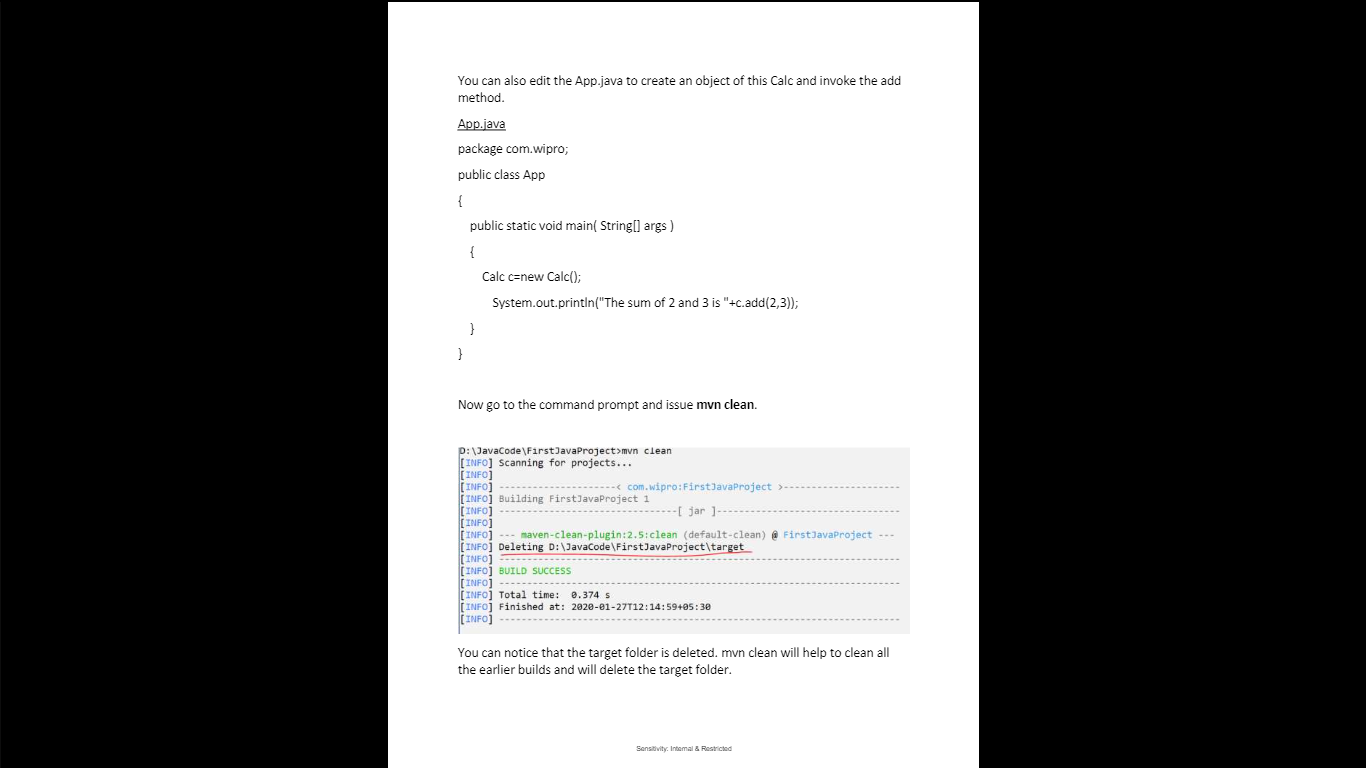 You can also edit the App.java to create an object of this Calc and invoke the add
method.
App.java
package com.wipro;
public class App
{
public static void main( String[] args )
{
Calc c=new Calc();
System.out.println("The sum of 2 and 3 is "+c.add(2,3));
}
}
Now go to the command prompt and issue mvn clean.
D:\JavaCode\FirstJavaProject>mvn clean
[INFO] Scanning for projects...
[INFO]
[INFO] ---------------------< com.wipro:FirstJavaProject >---------------------
[INFO] Building FirstJavaProject 1
[INFO] --------------------------------[ jar ]---------------------------------
[INFO]
[INFO] --- maven-clean-plugin:2.5:clean (default-clean) @ FirstJavaProject ---
[INFO] Deleting D:\JavaCode\FirstJavaProject\target
[INFO] ------------------------------------------------------------------------
[INFO] BUILD SUCCESS
[INFO] ------------------------------------------------------------------------
[INFO] Total time:  0.374 s
[INFO] Finished at: 2020-01-27T12:14:59+05:30
[INFO] ------------------------------------------------------------------------
You can notice that the target folder is deleted. mvn clean will help to clean all
the earlier builds and will delete the target folder.
Sensitivity: Internal & Restricted